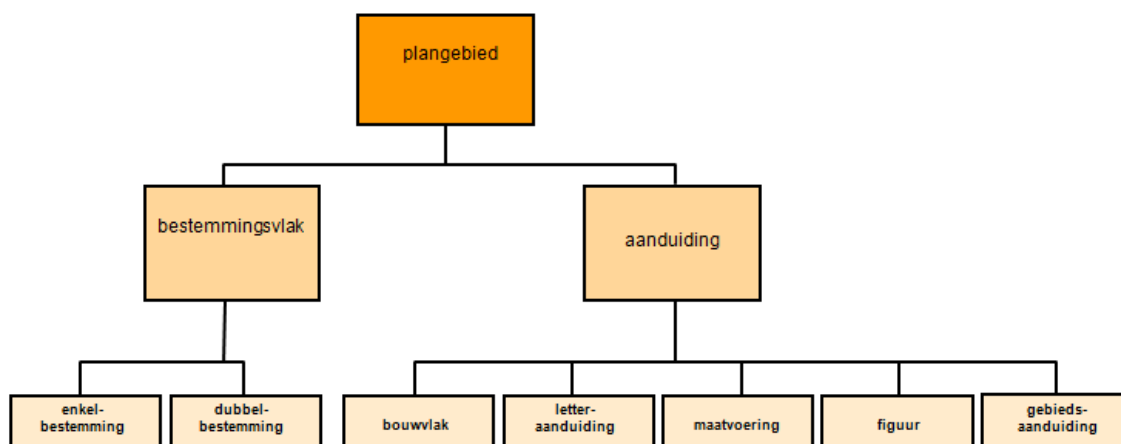 plangebied
bestemmingsvlak
aanduiding
enkel-
bestemming
dubbel-
bestemming
bouwvlak
letter-
aanduiding
maatvoering
figuur
gebieds-
aanduiding